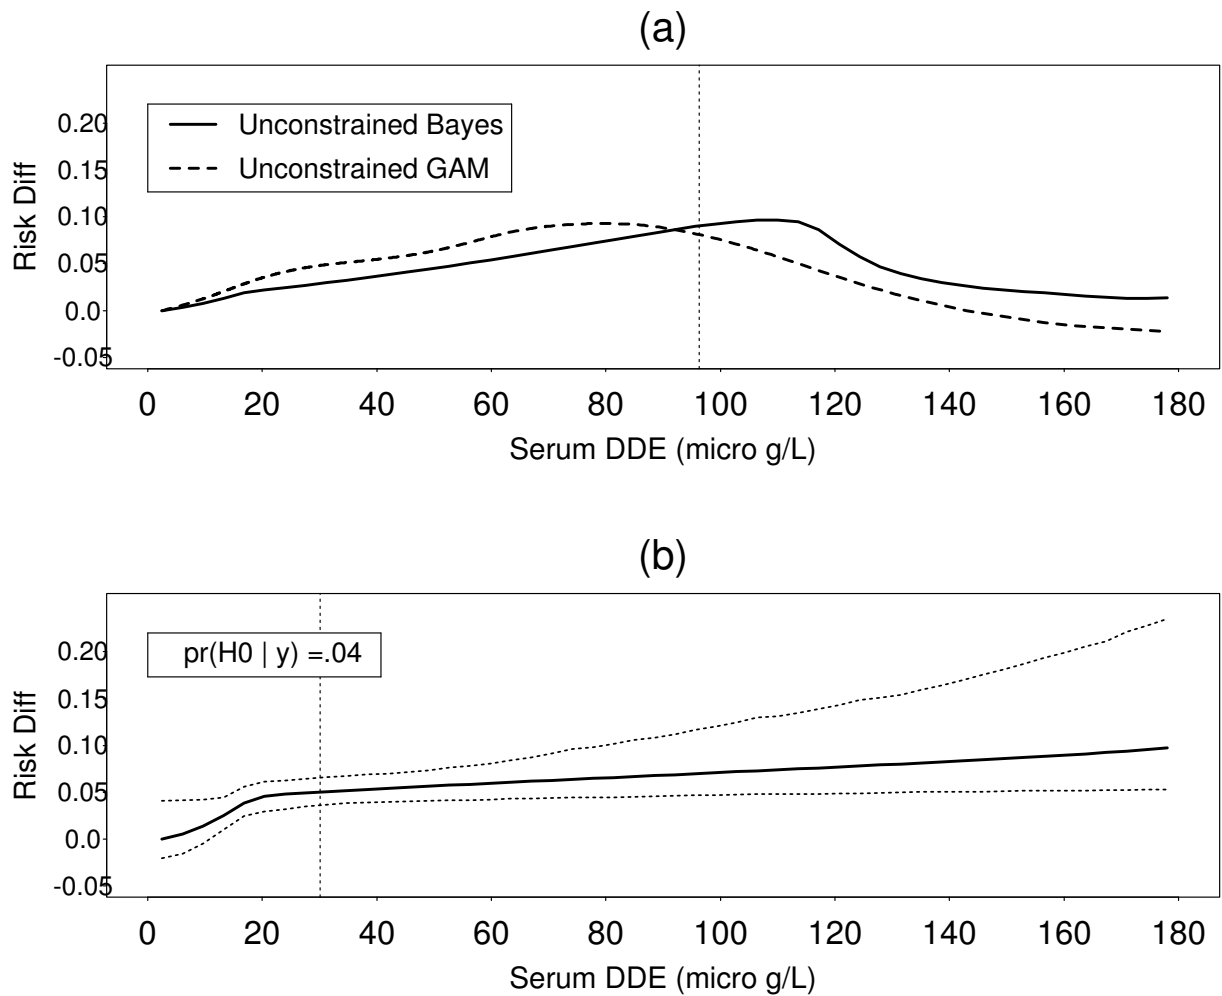 (a)
Unconstrained Bayes
Unconstrained GAM
Risk Diff
0.20
0.15
0.10
0.05
0.0
-0.05
0 20 40 60 80 100 120 140 160 180
Serum DDE (micro g/L)
(b)
pr(H0 | y) =.04
Risk Diff
0.20
0.15
0.10
0.05
0.0
-0.05
0 20 40 60 80 100 120 140 160 180
Serum DDE (micro g/L)